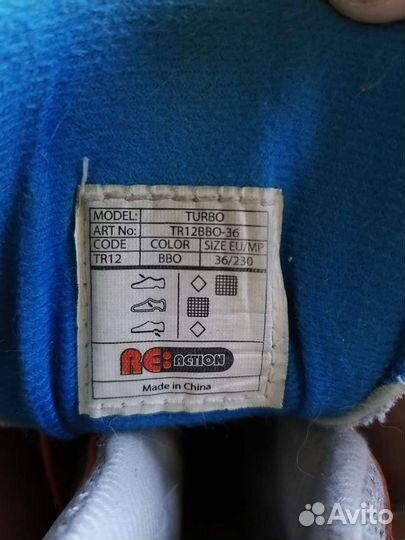 MODEL: TURBO
ART No: TR12BBO-36
CODE COLOR SIZE EU/MP
TR12 BBO 36/230
RE:ACTION
Made in China
Avito